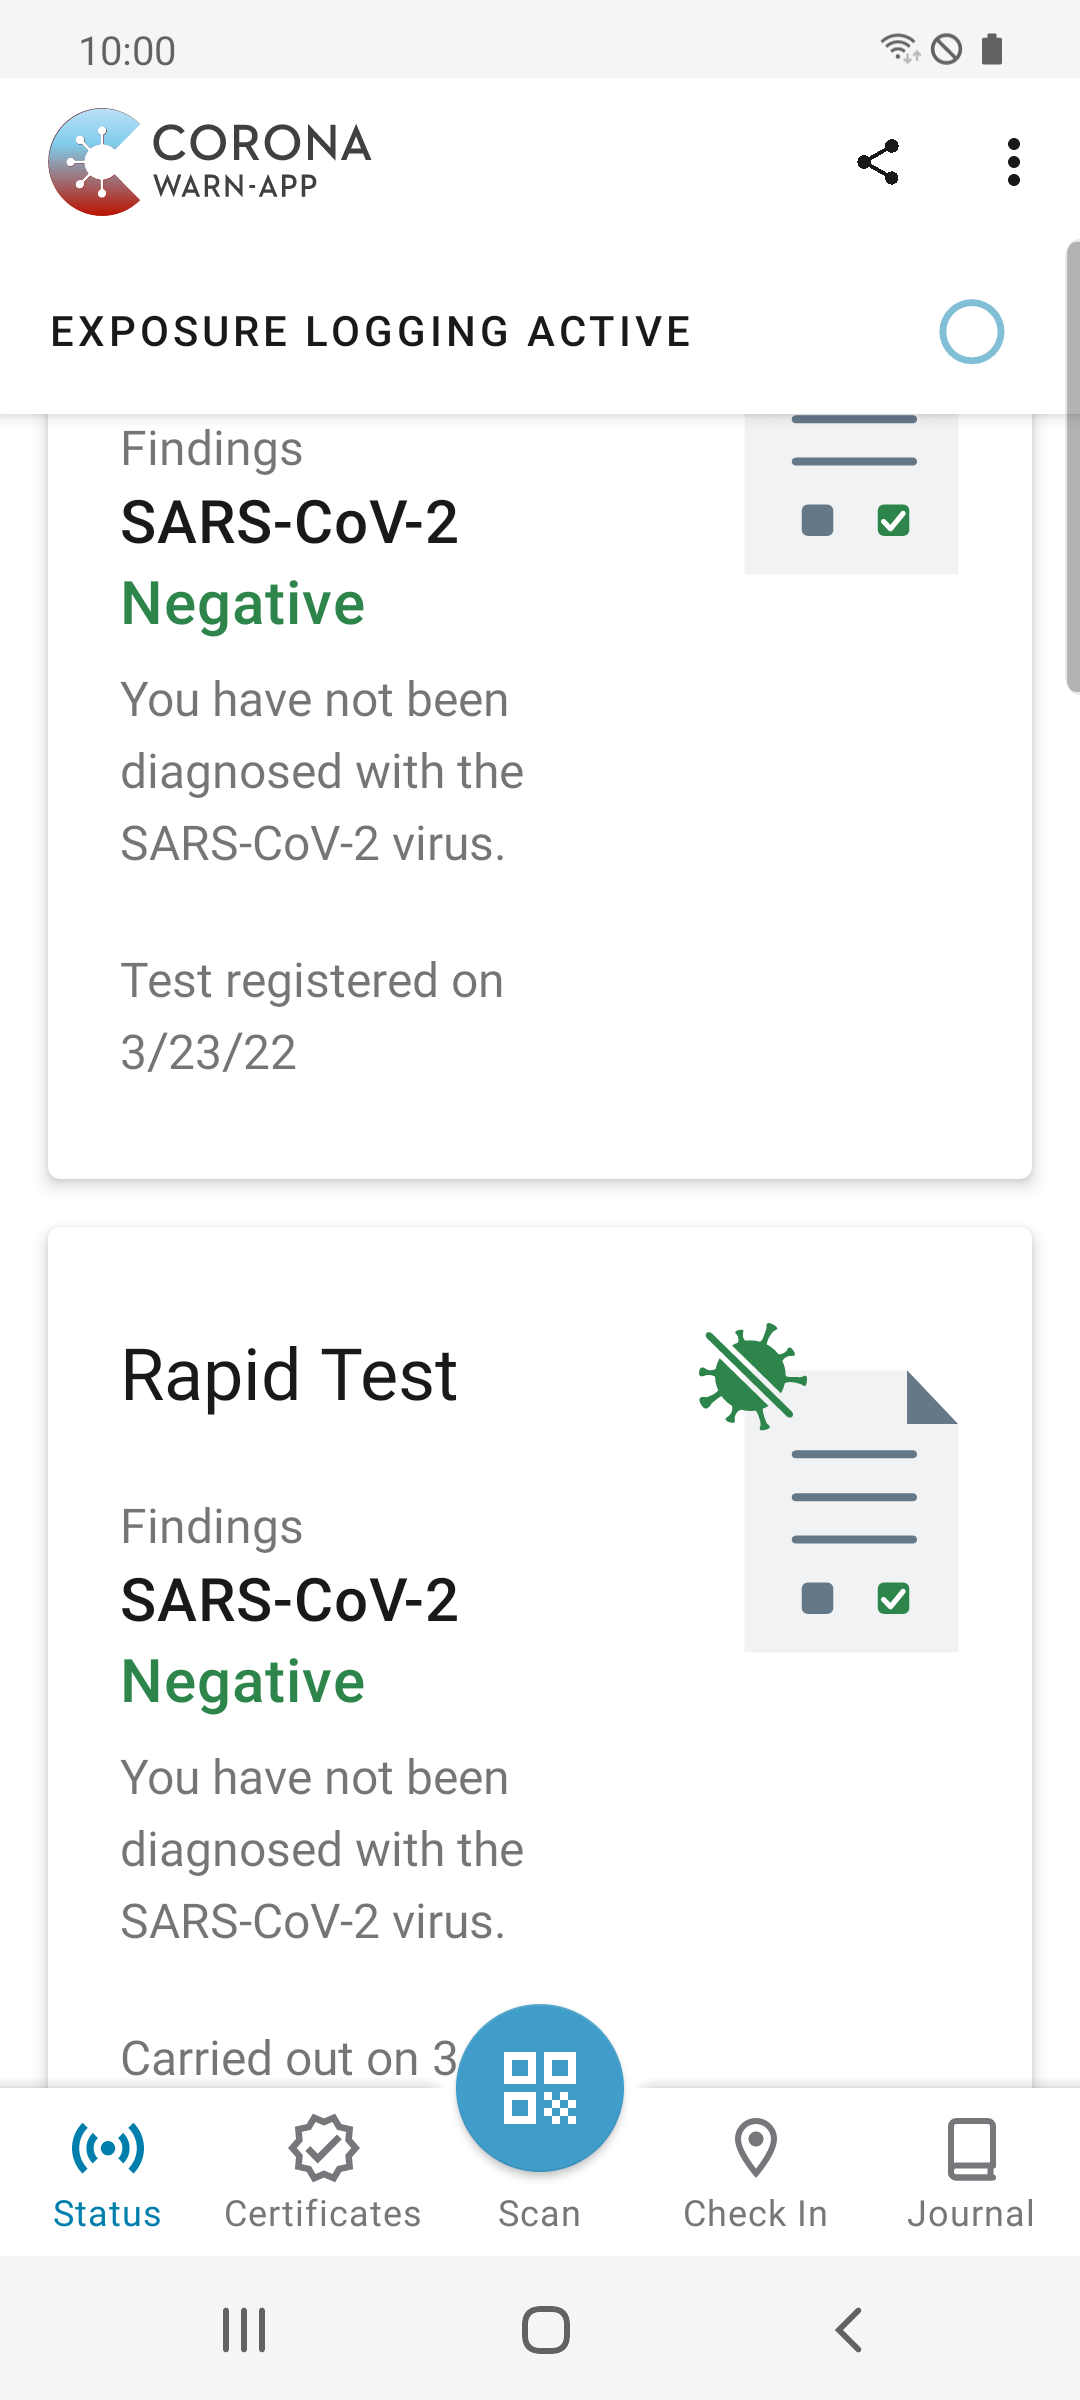 10:00
CORONA
WARN-APP
EXPOSURE LOGGING ACTIVE
Findings
SARS-CoV-2
Negative
You have not been
diagnosed with the
SARS-CoV-2 virus.
Test registered on
3/23/22
Rapid Test
Findings
SARS-CoV-2
Negative
You have not been
diagnosed with the
SARS-CoV-2 virus.
Carried out on 3
Status
Certificates
Scan
Check In
Journal